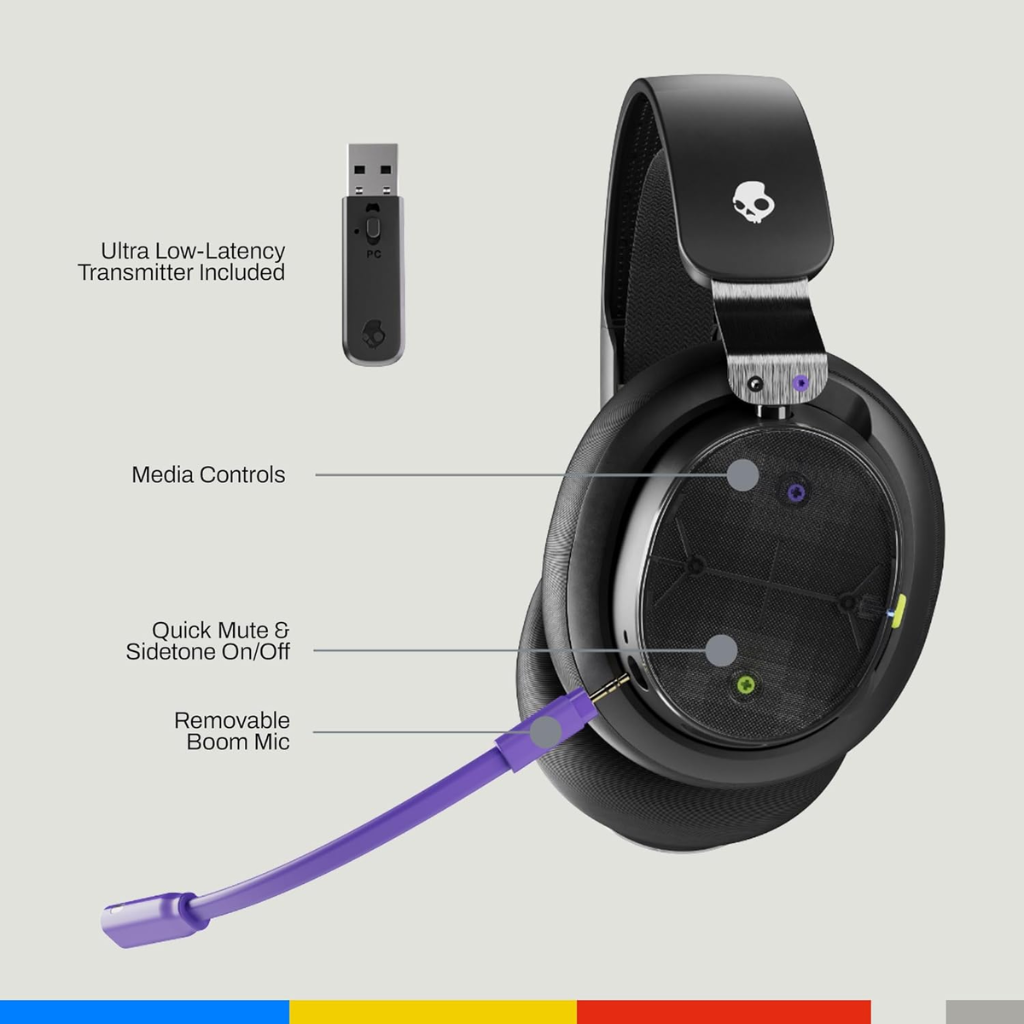 Ultra Low-Latency
Transmitter Included
PC
Media Controls
Quick Mute &
Sidetone On/Off
Removable
Boom Mic